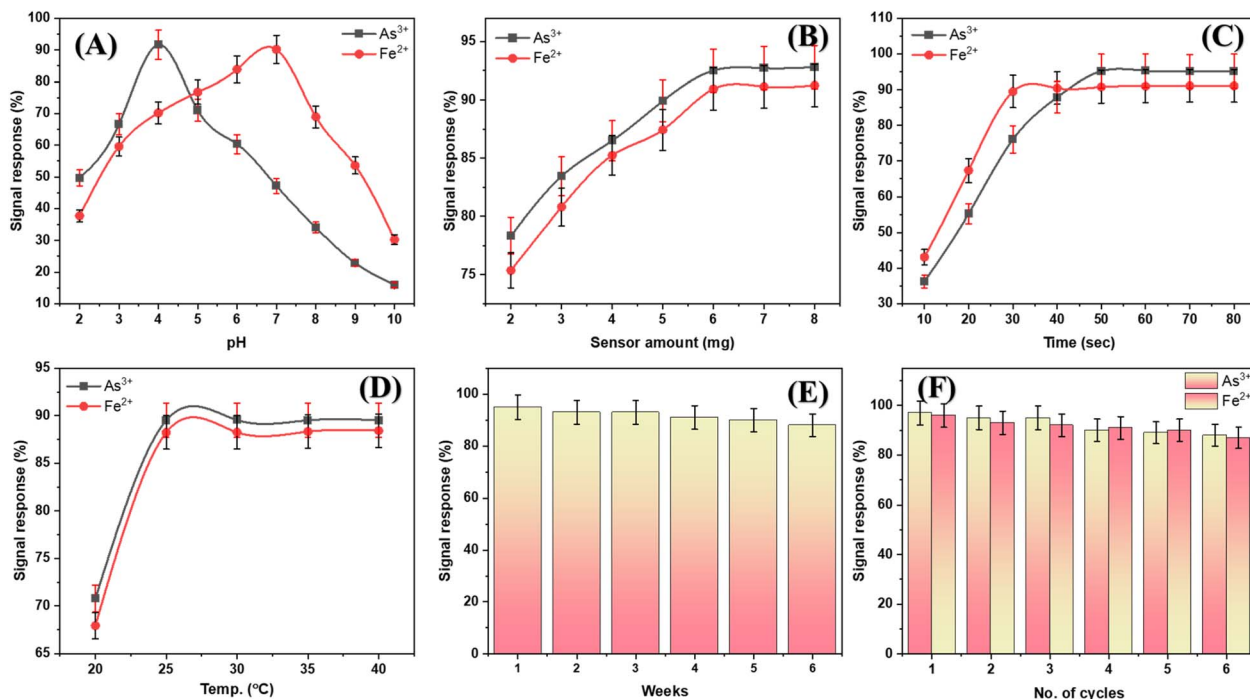 (A)
As³⁺
Fe²⁺
Signal response (%)
100
90
80
70
60
50
40
30
20
10
2 3 4 5 6 7 8 9 10
pH
(B)
As³⁺
Fe²⁺
Signal response (%)
95
90
85
80
75
2 3 4 5 6 7 8
Sensor amount (mg)
(C)
As³⁺
Fe²⁺
Signal response (%)
110
100
90
80
70
60
50
40
30
10 20 30 40 50 60 70 80
Time (sec)
(D)
As³⁺
Fe²⁺
Signal response (%)
95
90
85
80
75
70
65
20 25 30 35 40
Temp. (°C)
(E)
Signal response (%)
100
80
60
40
20
0
1 2 3 4 5 6
Weeks
(F)
As³⁺
Fe²⁺
Signal response (%)
100
80
60
40
20
0
1 2 3 4 5 6
No. of cycles